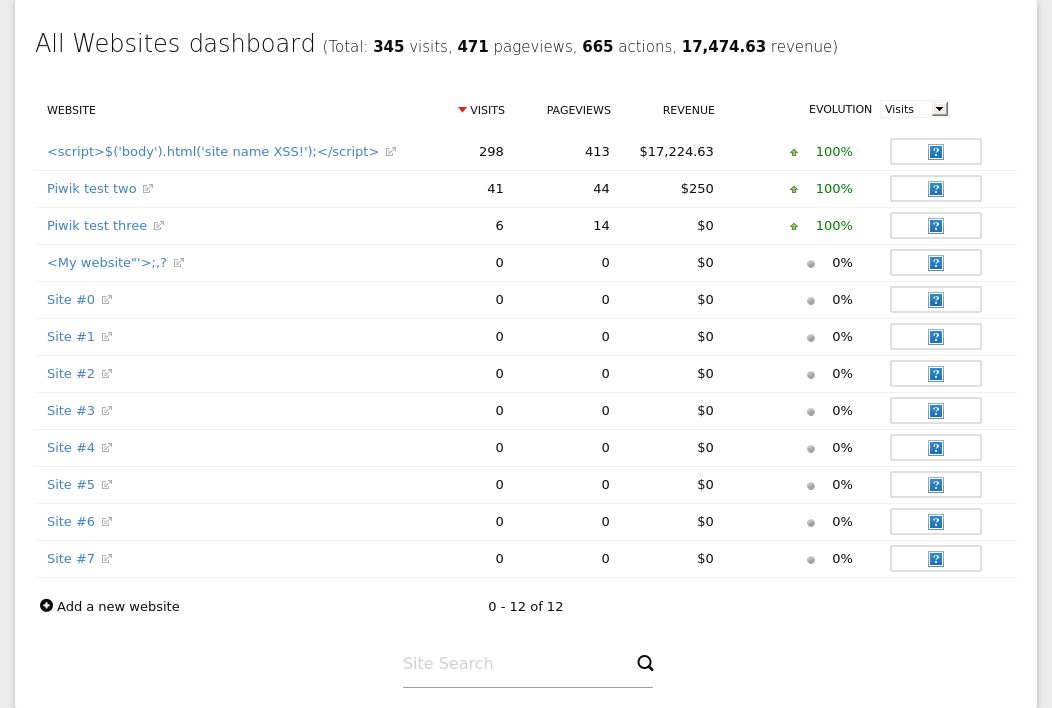 All Websites dashboard (Total: 345 visits, 471 pageviews, 665 actions, 17,474.63 revenue)
WEBSITE VISITS PAGEVIEWS REVENUE EVOLUTION Visits
<script>$('body').html('site name XSS!');</script> 298 413 $17,224.63 100% ?
Piwik test two 41 44 $250 100% ?
Piwik test three 6 14 $0 100% ?
<My website"'>;,? 0 0 $0 0% ?
Site #0 0 0 $0 0% ?
Site #1 0 0 $0 0% ?
Site #2 0 0 $0 0% ?
Site #3 0 0 $0 0% ?
Site #4 0 0 $0 0% ?
Site #5 0 0 $0 0% ?
Site #6 0 0 $0 0% ?
Site #7 0 0 $0 0% ?
Add a new website 0 - 12 of 12
Site Search